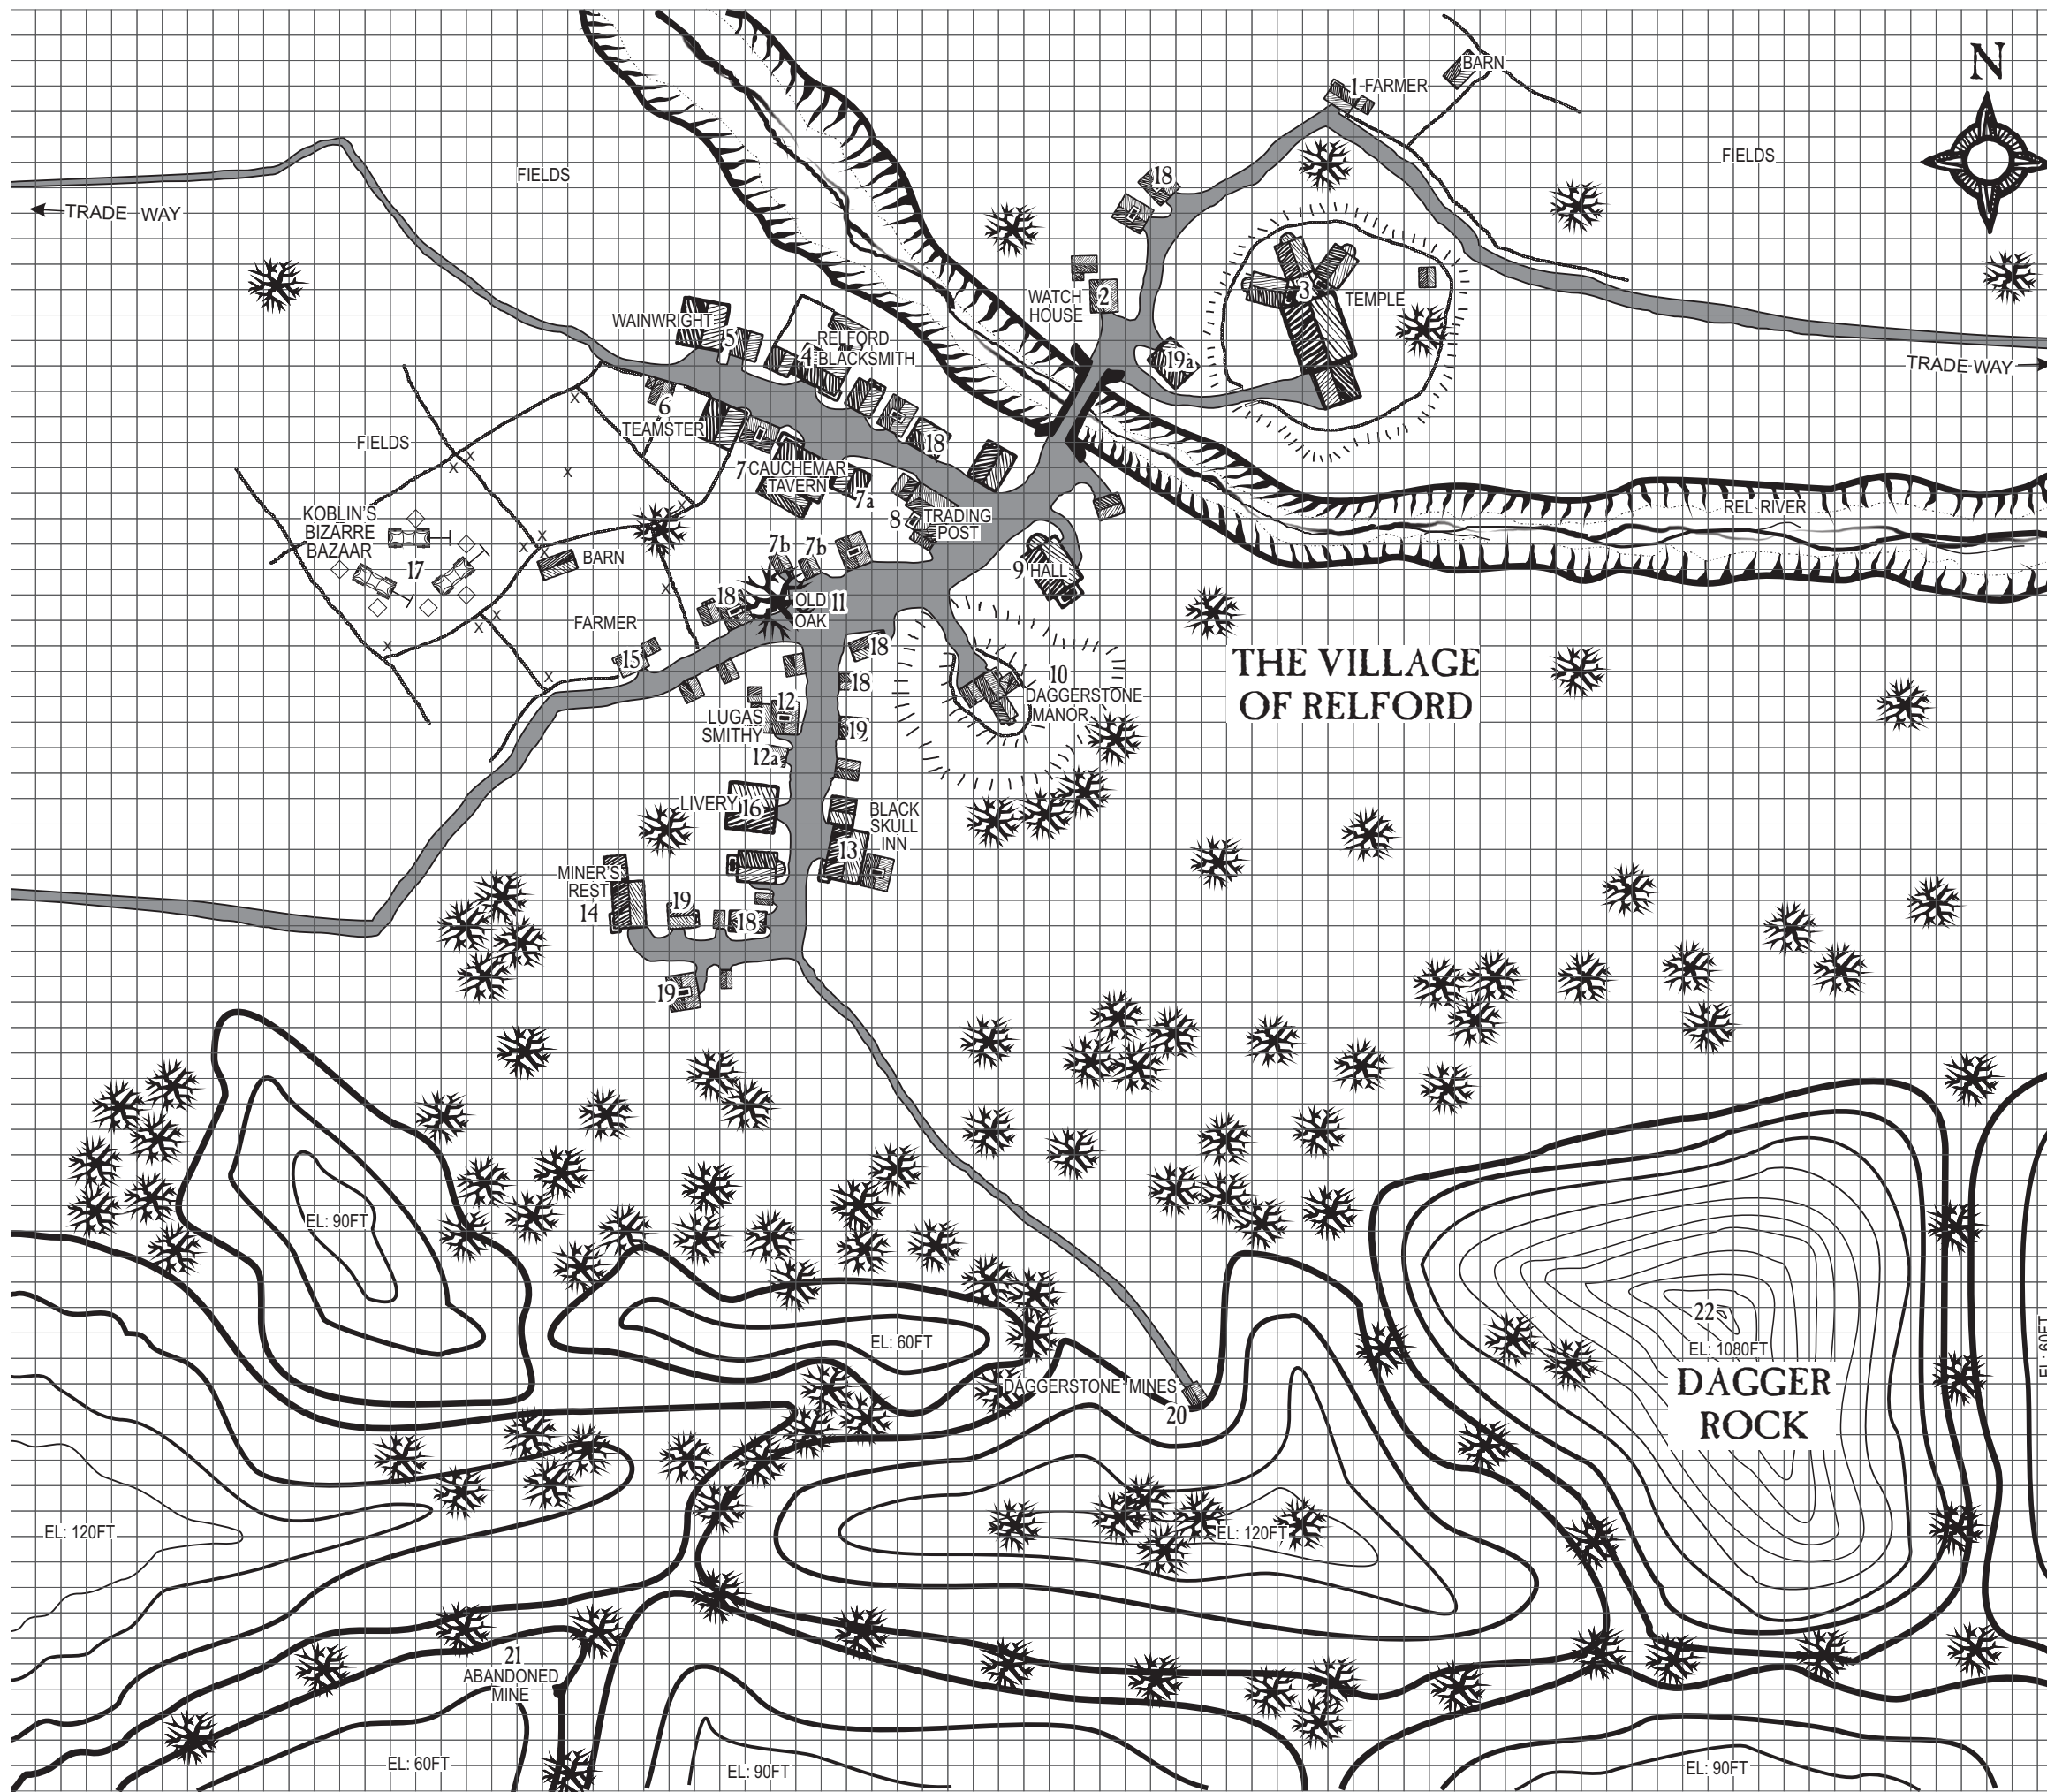 N
BARN
1 FARMER
FIELDS
FIELDS
18
TRADE WAY
TRADE WAY
WATCH
HOUSE
2
3
TEMPLE
19a
WAINWRIGHT
5
RELFORD
4 BLACKSMITH
6
TEAMSTER
18
FIELDS
7 CAUCHEMAR
TAVERN
7a
8 TRADING
POST
REL RIVER
KOBLIN'S
BIZARRE
BAZAAR
17
BARN
7b
7b
9 HALL
18
OLD 11
OAK
FARMER
15
18
18
10
DAGGERSTONE
MANOR
THE VILLAGE
OF RELFORD
12
LUGAS
SMITHY
12a
19
LIVERY 16
BLACK
SKULL
INN
13
MINER'S
REST
14
19
18
19
EL: 90FT
EL: 60FT
22
EL: 1080FT
DAGGER
ROCK
EL: 60FT
DAGGERSTONE MINES
20
EL: 120FT
EL: 120FT
21
ABANDONED
MINE
EL: 60FT
EL: 90FT
EL: 90FT